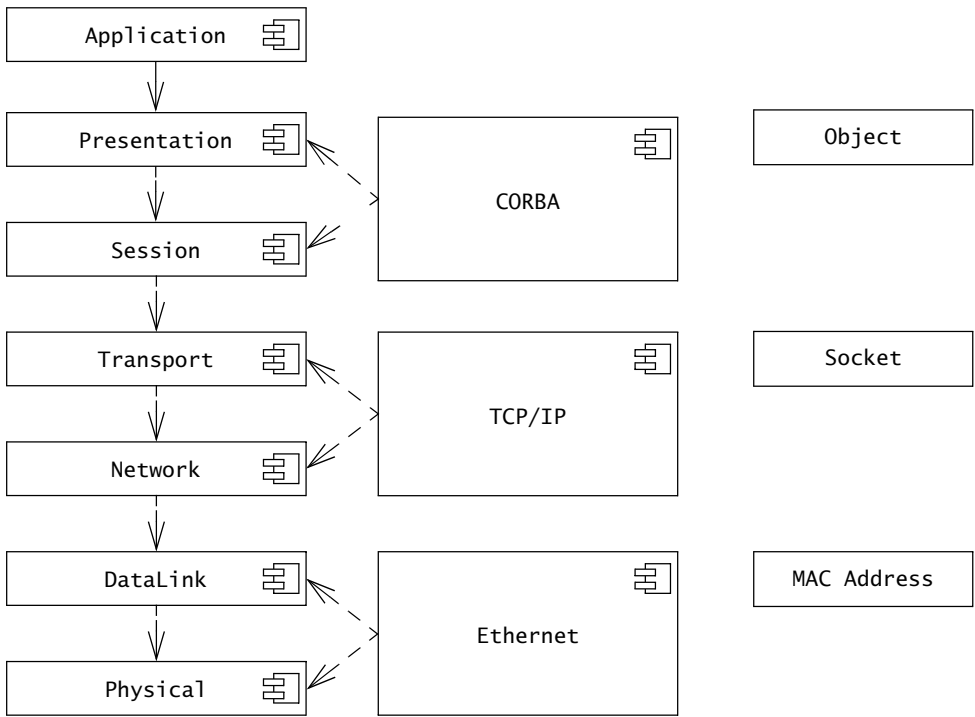 Application
Presentation
CORBA
Object
Session
Transport
TCP/IP
Socket
Network
DataLink
Ethernet
MAC Address
Physical